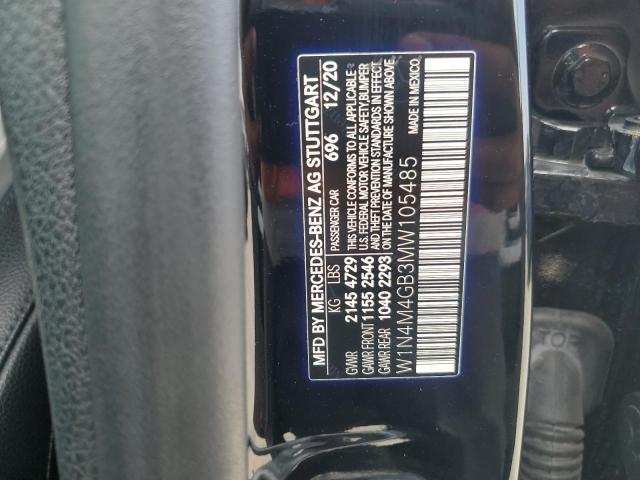 MFD BY MERCEDES-BENZ AG STUTTGART
PASSENGER CAR 696 12/20
KG LBS
GVWR 2145 4729
GAWR FRONT 1155 2546
GAWR REAR 1040 2293
THIS VEHICLE CONFORMS TO ALL APPLICABLE
U.S. FEDERAL MOTOR VEHICLE SAFETY,BUMPER
AND THEFT PREVENTION STANDARDS IN EFFECT
ON THE DATE OF MANUFACTURE SHOWN ABOVE.
W1N4M4GB3MW105485
MADE IN MEXICO
TOP